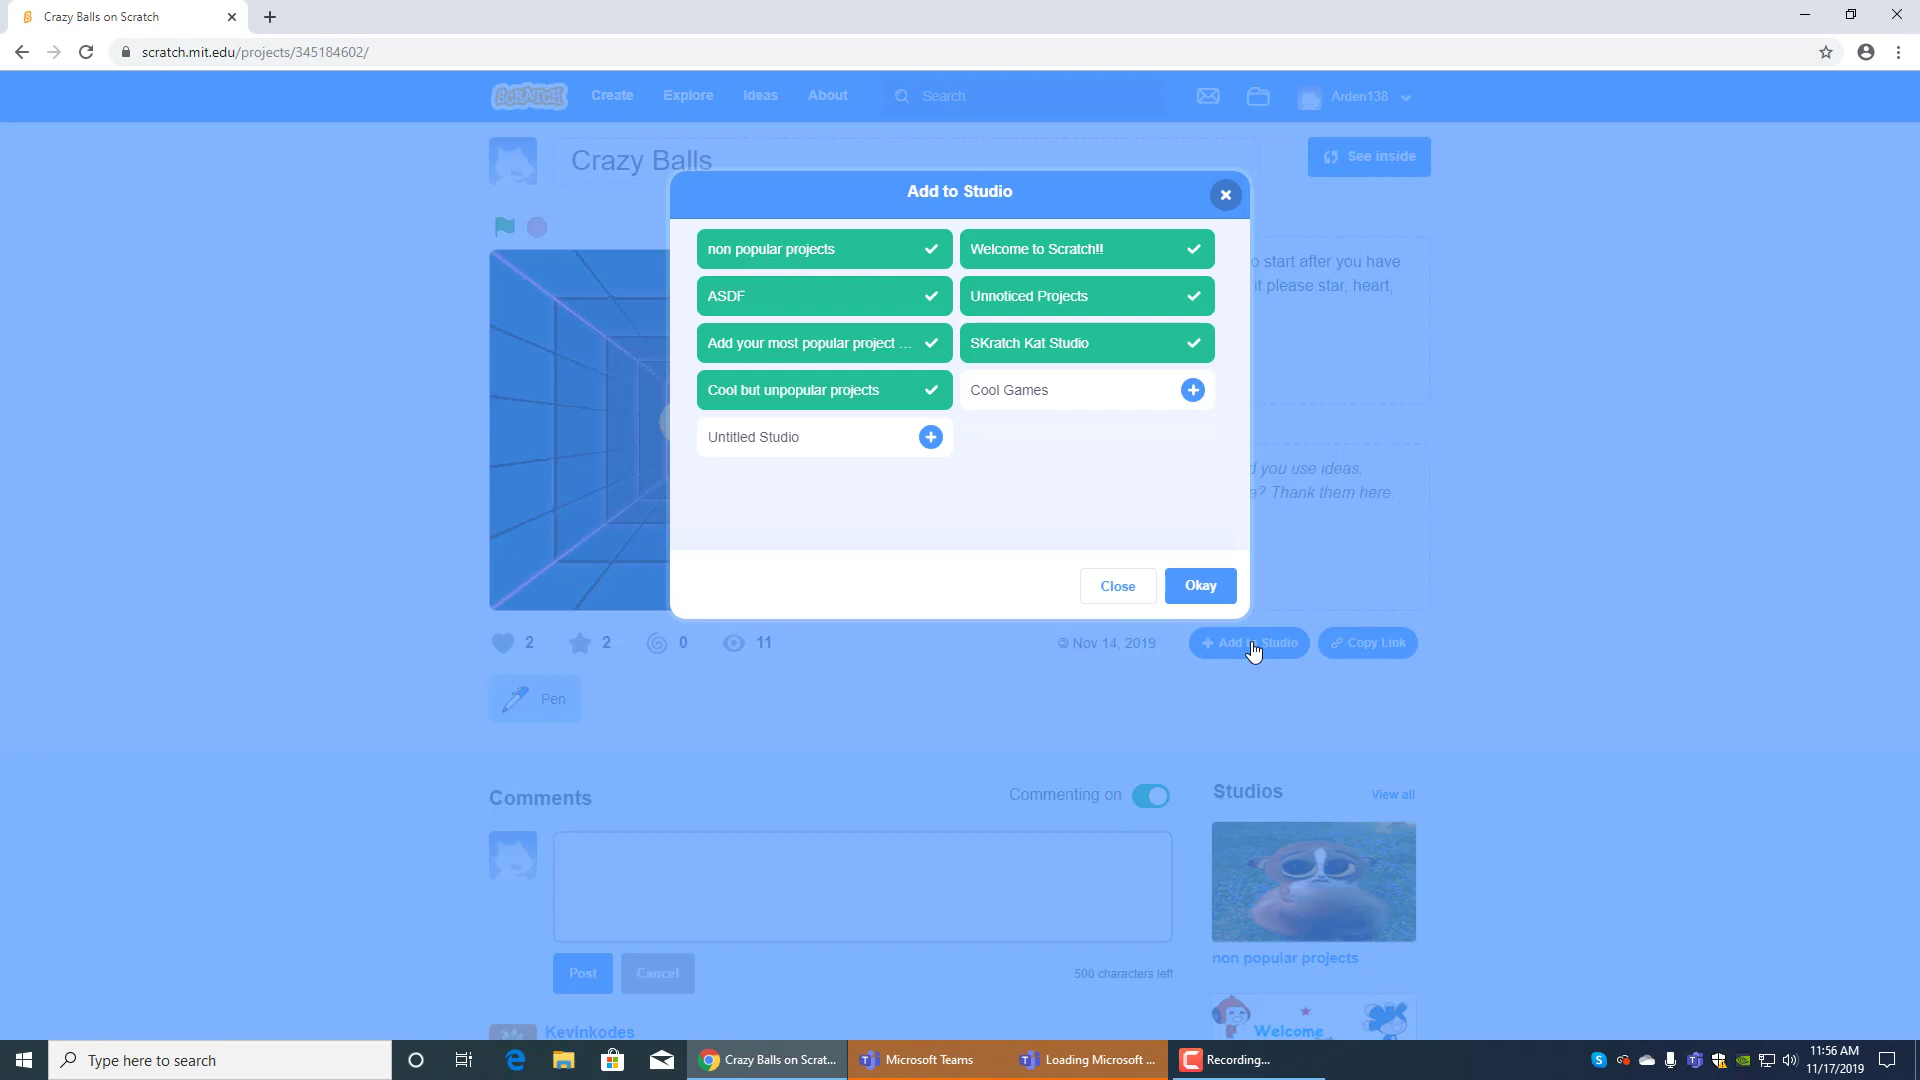 Crazy Balls on Scratch
scratch.mit.edu/projects/345184602/
SCRATCH Create Explore Ideas About Search Arden138
Crazy Balls
See inside
Add to Studio
non popular projects
Welcome to Scratch!!
ASDF
Unnoticed Projects
Add your most popular project ...
SKratch Kat Studio
Cool but unpopular projects
Cool Games
Untitled Studio
Close Okay
o start after you have
it please star, heart,
d you use ideas,
? Thank them here.
2 2 0 11
© Nov 14, 2019
Add to Studio
Copy Link
Pen
Comments
Commenting on
Studios
View all
Post Cancel
500 characters left
non popular projects
Kevinkodes
Welcome
Type here to search
Crazy Balls on Scrat...
Microsoft Teams
Loading Microsoft ...
Recording...
11:56 AM
11/17/2019